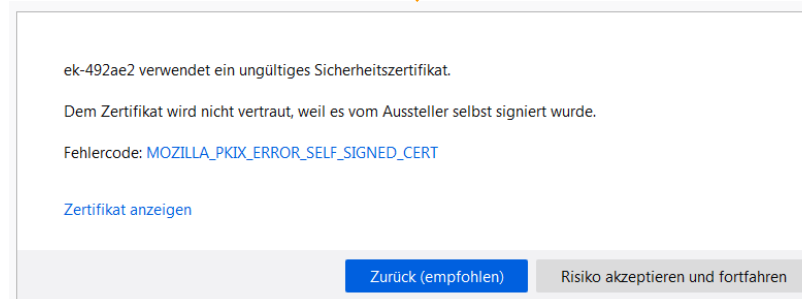 ek-492ae2 verwendet ein ungültiges Sicherheitszertifikat.
Dem Zertifikat wird nicht vertraut, weil es vom Aussteller selbst signiert wurde.
Fehlercode: MOZILLA_PKIX_ERROR_SELF_SIGNED_CERT
Zertifikat anzeigen
Zurück (empfohlen)
Risiko akzeptieren und fortfahren